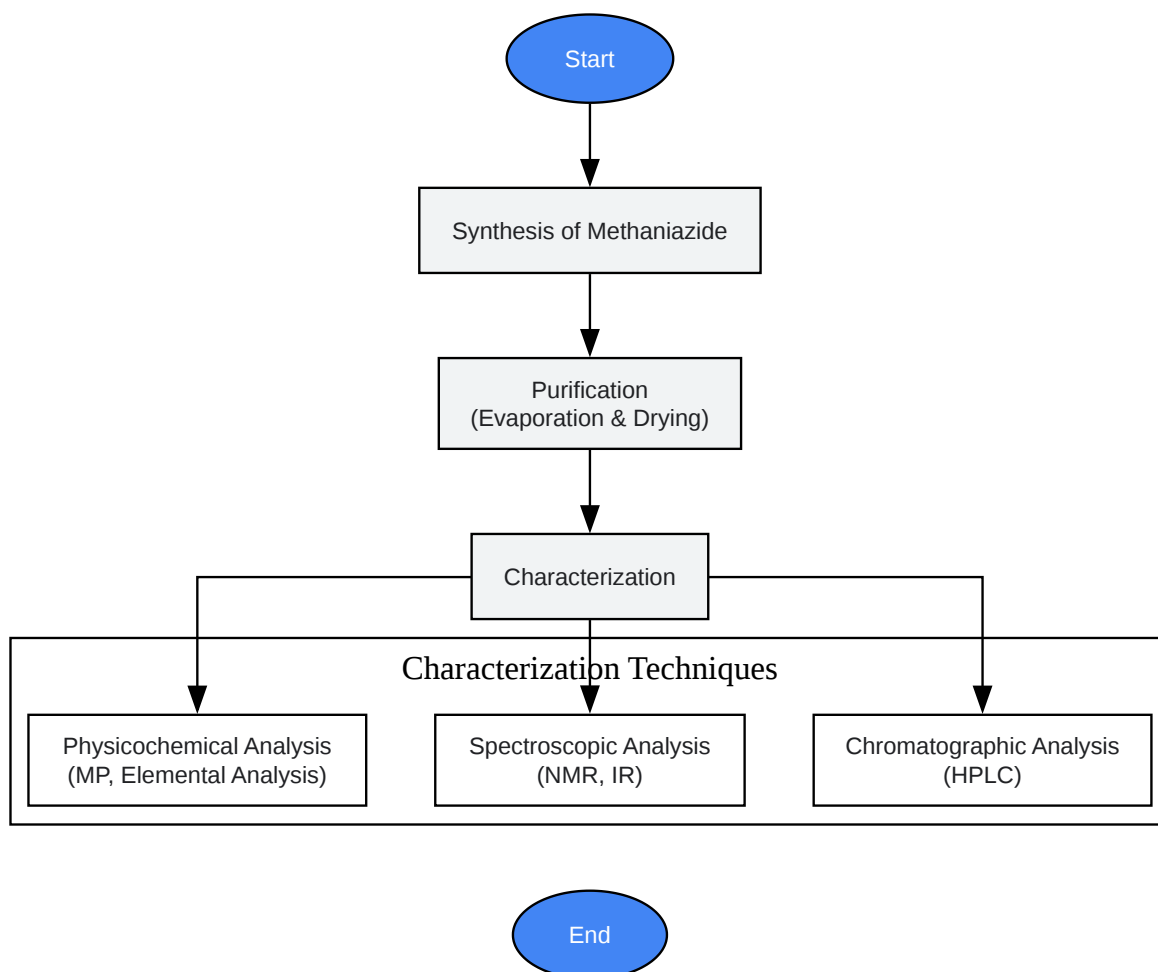 Start
Synthesis of Methaniazide
Purification
(Evaporation & Drying)
Characterization
Characterization Techniques
Physicochemical Analysis
(MP, Elemental Analysis)
Spectroscopic Analysis
(NMR, IR)
Chromatographic Analysis
(HPLC)
End